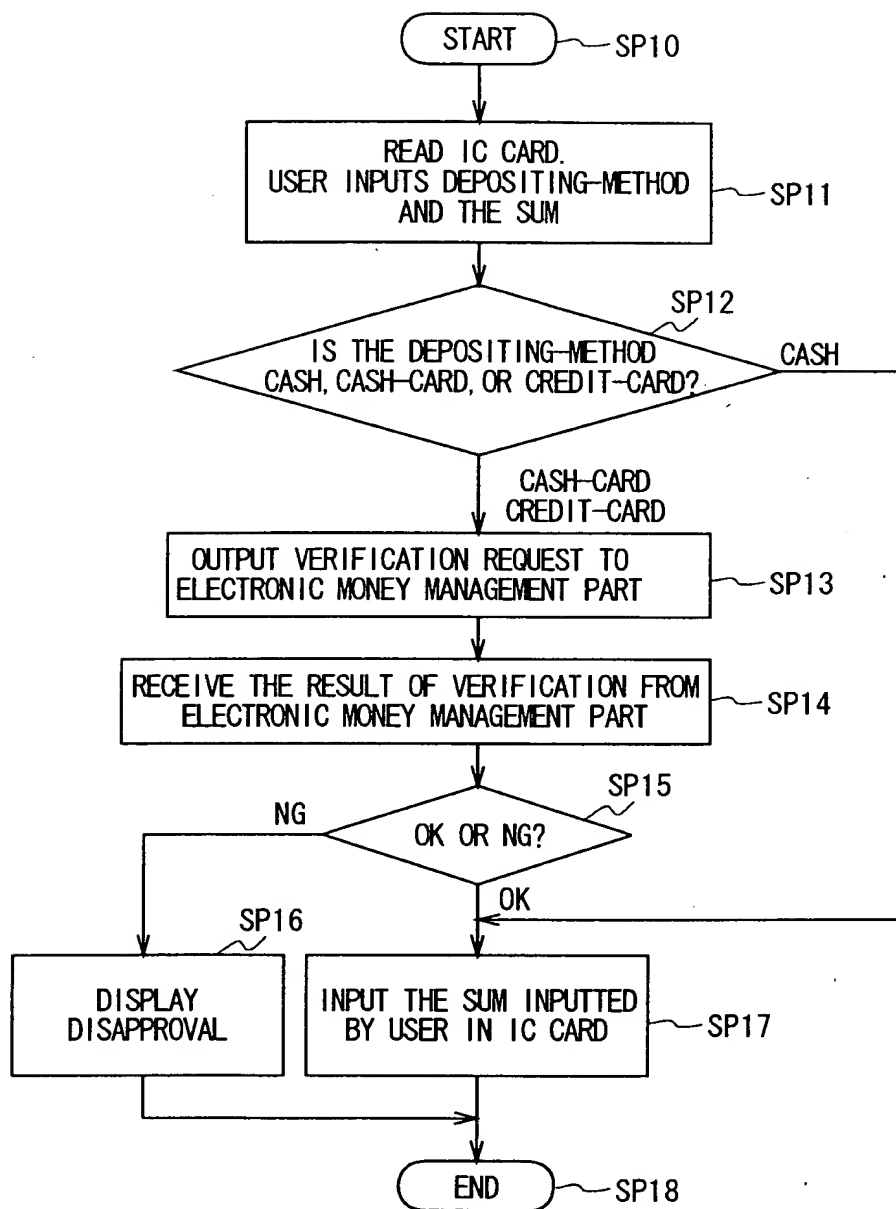 START
SP10
READ IC CARD.
USER INPUTS DEPOSITING-METHOD
AND THE SUM
SP11
SP12
IS THE DEPOSITING-METHOD
CASH, CASH-CARD, OR CREDIT-CARD?
CASH
CASH-CARD
CREDIT-CARD
OUTPUT VERIFICATION REQUEST TO
ELECTRONIC MONEY MANAGEMENT PART
SP13
RECEIVE THE RESULT OF VERIFICATION FROM
ELECTRONIC MONEY MANAGEMENT PART
SP14
SP15
NG
OK OR NG?
OK
SP16
DISPLAY
DISAPPROVAL
INPUT THE SUM INPUTTED
BY USER IN IC CARD
SP17
END
SP18